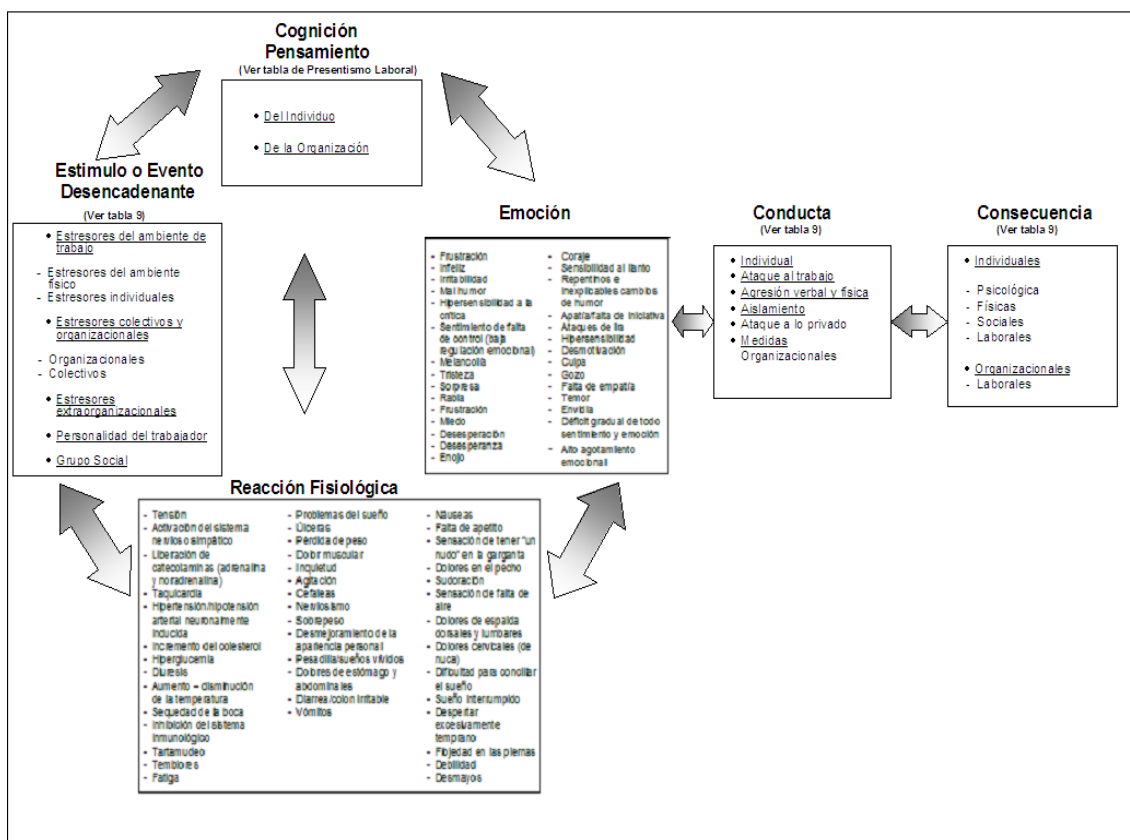 Cognición
Pensamiento
(Ver tabla de Presentismo Laboral)
• Del Individuo
• De la Organización
Estimulo o Evento
Desencadenante
(Ver tabla 9)
• Estresores del ambiente de
trabajo
- Estresores del ambiente
físico
- Estresores individuales
• Estresores colectivos y
organizacionales
- Organizacionales
- Colectivos
• Estresores
extraorganizacionales
• Personalidad del trabajador
• Grupo Social
Emoción
- Frustración
- Infeliz
- Irritabilidad
- Mal humor
- Hipersensibilidad a la
crítica
- Sentimiento de falta
de control (baja
regulación emocional)
- Melancolía
- Tristeza
- Sorpresa
- Rabia
- Frustración
- Miedo
- Desesperación
- Desesperanza
- Enojo
- Coraje
- Sensibilidad al llanto
- Repentinos e
inexplicables cambios
de humor
- Apatía/falta de iniciativa
- Ataques de ira
- Hipersensibilidad
- Desmotivación
- Culpa
- Gozo
- Falta de empatía
- Temor
- Envidia
- Déficit gradual de todo
sentimiento y emoción
- Alto agotamiento
emocional
Conducta
(Ver tabla 9)
• Individual
• Ataque al trabajo
• Agresión verbal y física
• Aislamiento
• Ataque a lo privado
• Medidas
Organizacionales
Consecuencia
(Ver tabla 9)
• Individuales
- Psicológica
- Físicas
- Sociales
- Laborales
• Organizacionales
- Laborales
Reacción Fisiológica
- Tensión
- Activación del sistema
nervioso simpático
- Liberación de
catecolaminas (adrenalina
y noradrenalina)
- Taquicardia
- Hipertensión/hipotensión
arterial neuronalmente
inducida
- Incremento del colesterol
- Hiperglucemia
- Diuresis
- Aumento – disminución
de la temperatura
- Sequedad de la boca
- Inhibición del sistema
inmunológico
- Tartamudeo
- Temblores
- Fatiga
- Problemas del sueño
- Úlceras
- Pérdida de peso
- Dolor muscular
- Inquietud
- Agitación
- Cefaleas
- Nerviosismo
- Sobrepeso
- Desmejoramiento de la
apariencia personal
- Pesadilla/sueños vívidos
- Dolores de estómago y
abdominales
- Diarrea/colon irritable
- Vómitos
- Náuseas
- Falta de apetito
- Sensación de tener "un
nudo" en la garganta
- Dolores en el pecho
- Sudoración
- Sensación de falta de
aire
- Dolores de espalda
dorsales y lumbares
- Dolores cervicales (de
nuca)
- Dificultad para conciliar
el sueño
- Sueño interrumpido
- Despertar
excesivamente
temprano
- Flojedad en las piernas
- Debilidad
- Desmayos